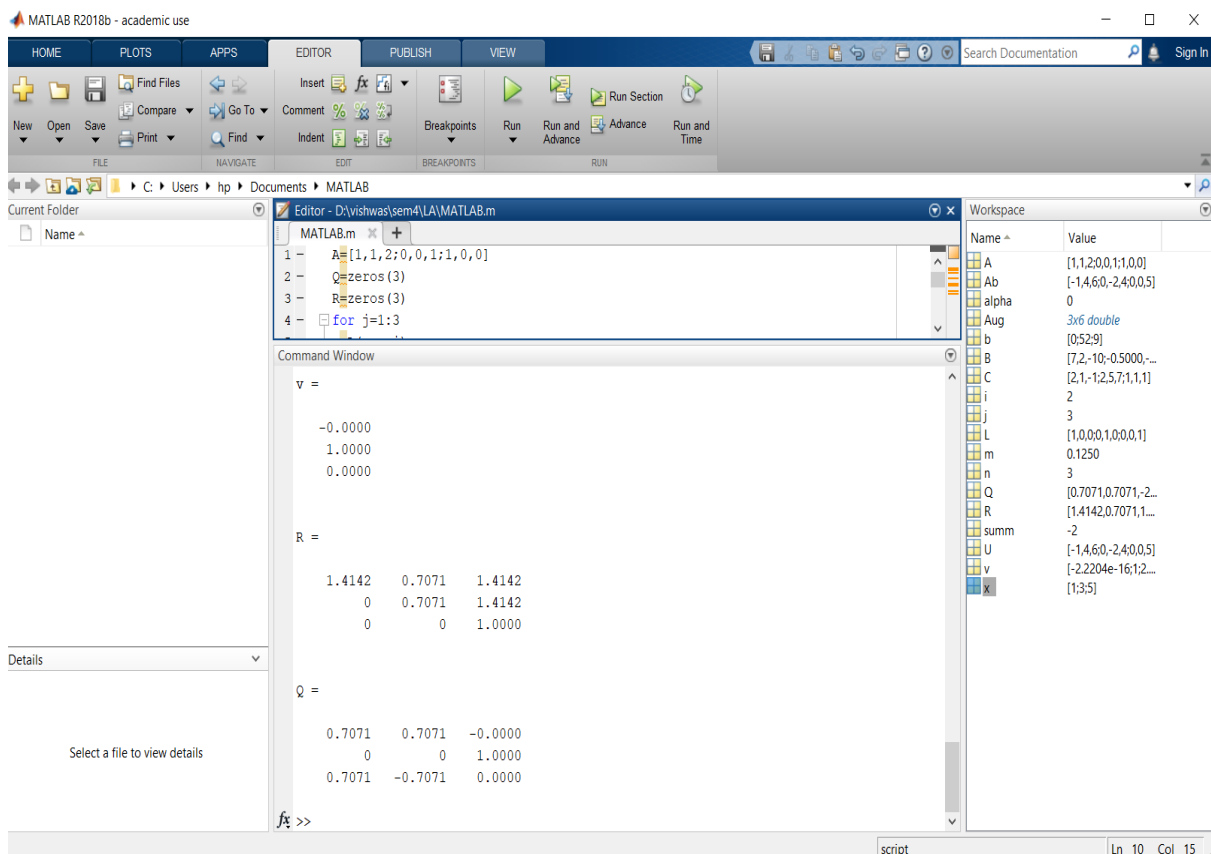 MATLAB R2018b - academic use
HOME PLOTS APPS EDITOR PUBLISH VIEW Search Documentation Sign In
New Open Save Find Files Compare Print Go To Find Insert fx Comment Indent Breakpoints Run Run and Advance Run Section Advance Run and Time
FILE NAVIGATE EDIT BREAKPOINTS RUN
C: Users hp Documents MATLAB
Current Folder
Name
Details
Select a file to view details
Editor - D:\vishwas\sem4\LA\MATLAB.m
MATLAB.m
1 - A=[1,1,2;0,0,1;1,0,0]
2 - Q=zeros(3)
3 - R=zeros(3)
4 - for j=1:3
Command Window
v =
-0.0000
1.0000
0.0000
R =
1.4142 0.7071 1.4142
0 0.7071 1.4142
0 0 1.0000
Q =
0.7071 0.7071 -0.0000
0 0 1.0000
0.7071 -0.7071 0.0000
fx >>
Workspace
Name Value
A [1,1,2;0,0,1;1,0,0]
Ab [-1,4,6;0,-2,4;0,0,5]
alpha 0
Aug 3x6 double
b [0;52;9]
B [7,2,-10;-0.5000,-...
C [2,1,-1;2,5,7;1,1,1]
i 2
j 3
L [1,0,0;0,1,0;0,0,1]
m 0.1250
n 3
Q [0.7071,0.7071,-2...
R [1.4142,0.7071,1....
summ -2
U [-1,4,6;0,-2,4;0,0,5]
v [-2.2204e-16;1;2....
x [1;3;5]
script Ln 10 Col 15